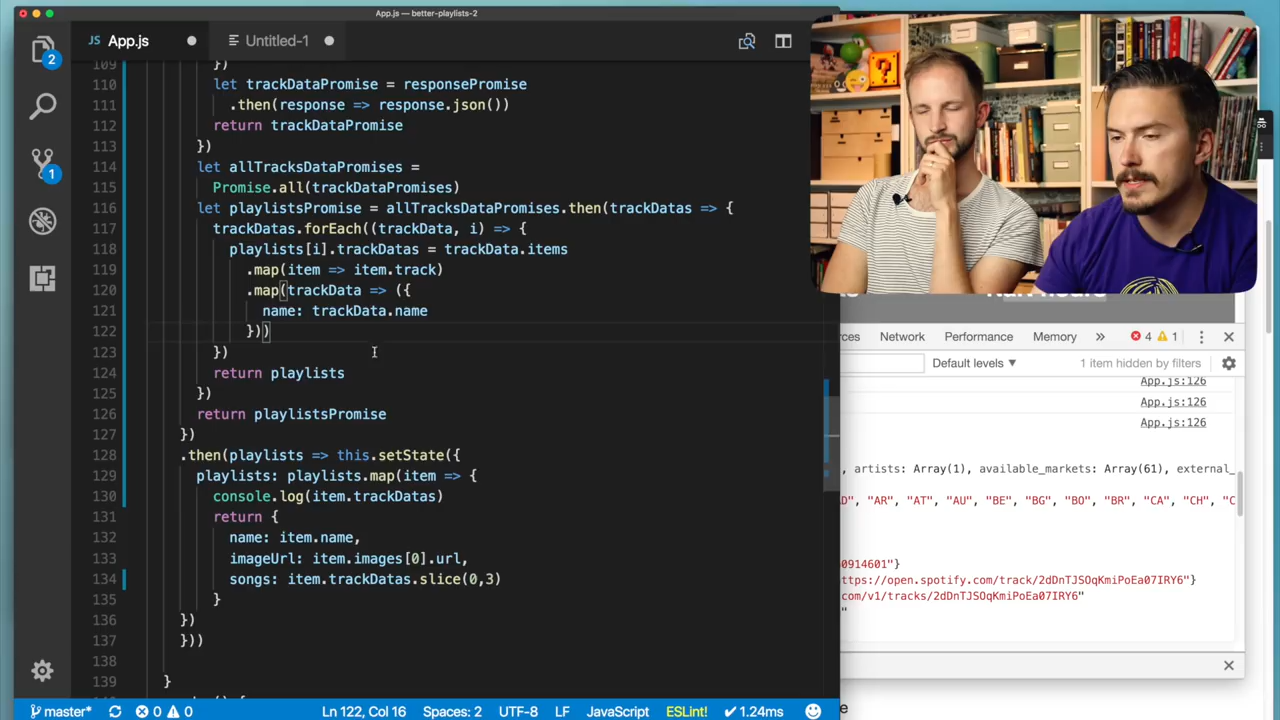 App.js — better-playlists-2
JS App.js
Untitled-1
2
1
109 })
110 let trackDataPromise = responsePromise
111 .then(response => response.json())
112 return trackDataPromise
113 })
114 let allTracksDataPromises =
115 Promise.all(trackDataPromises)
116 let playlistsPromise = allTracksDataPromises.then(trackDatas => {
117 trackDatas.forEach((trackData, i) => {
118 playlists[i].trackDatas = trackData.items
119 .map(item => item.track)
120 .map(trackData => ({
121 name: trackData.name
122 }))
123 })
124 return playlists
125 })
126 return playlistsPromise
127 })
128 .then(playlists => this.setState({
129 playlists: playlists.map(item => {
130 console.log(item.trackDatas)
131 return {
132 name: item.name,
133 imageUrl: item.images[0].url,
134 songs: item.trackDatas.slice(0,3)
135 }
136 })
137 }))
138
139 }
master* 0 0 Ln 122, Col 16 Spaces: 2 UTF-8 LF JavaScript ESLint! ✔ 1.24ms
rces Network Performance Memory » 4 1
Default levels ▼ 1 item hidden by filters
App.js:126
App.js:126
App.js:126
, artists: Array(1), available_markets: Array(61), external_
D", "AR", "AT", "AU", "BE", "BG", "BO", "BR", "CA", "CH", "C
0914601"}
ttps://open.spotify.com/track/2dDnTJSOqKmiPoEa07IRY6"}
com/v1/tracks/2dDnTJSOqKmiPoEa07IRY6"
"
e